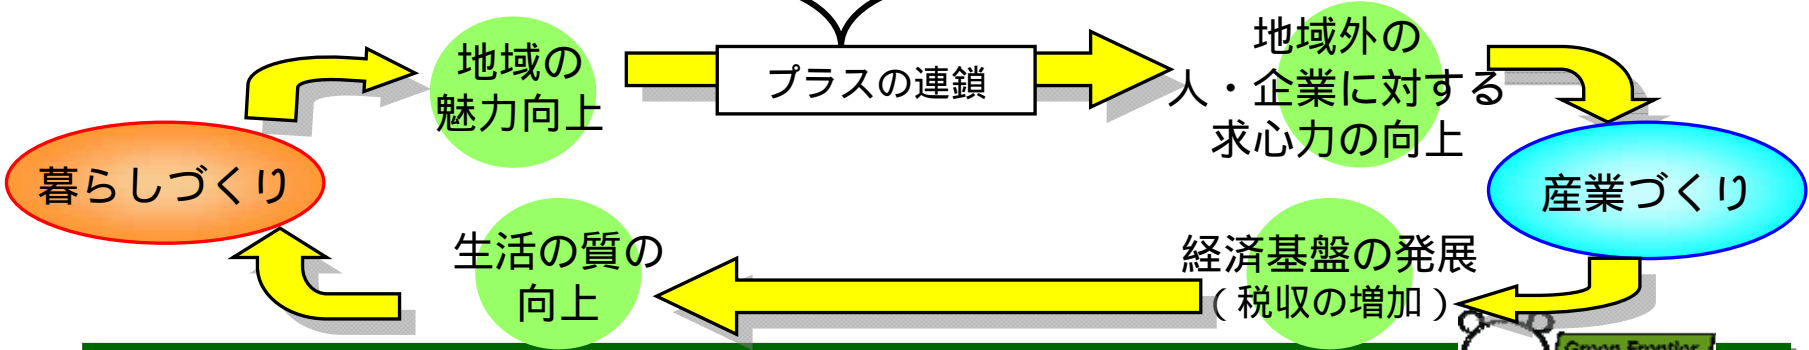 地域の
魅力向上
プラスの連鎖
地域外の
人・企業に対する
求心力の向上
暮らしづくり
産業づくり
生活の質の
向上
経済基盤の発展
(税収の増加)
Green Frontier